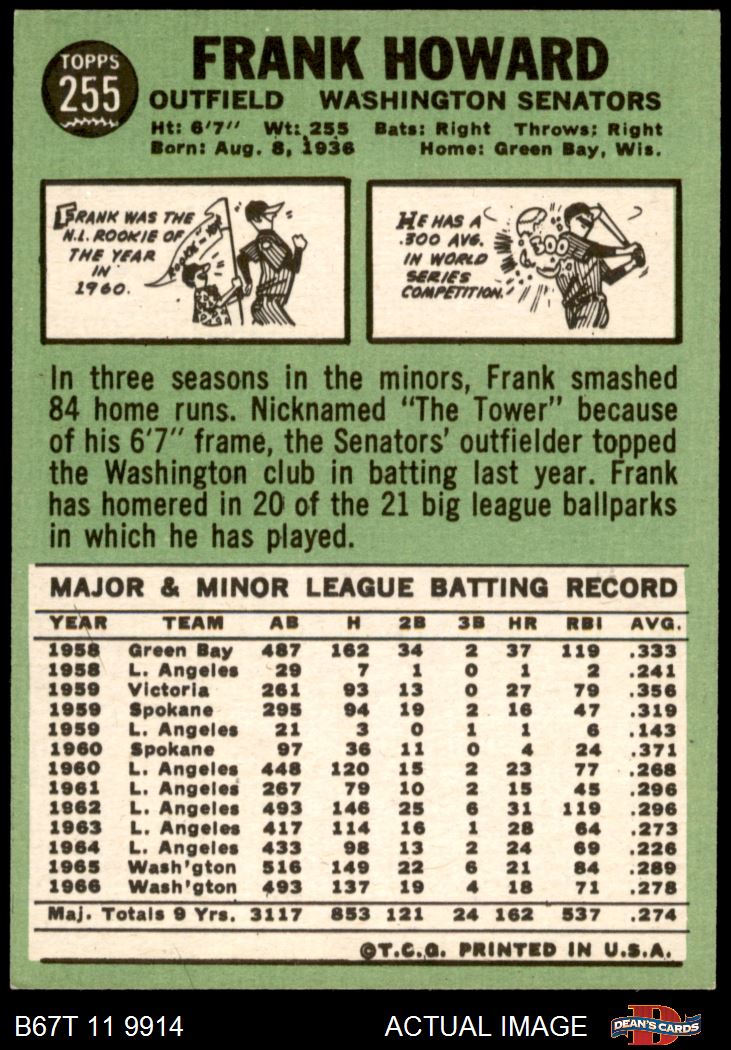 TOPPS
255
FRANK HOWARD
OUTFIELD WASHINGTON SENATORS
Ht: 6'7" Wt: 255 Bats: Right Throws: Right
Born: Aug. 8, 1936 Home: Green Bay, Wis.
FRANK WAS THE
N.L. ROOKIE OF
THE YEAR
IN
1960.
HE HAS A
.300 AVG.
IN WORLD
SERIES
COMPETITION.
300
In three seasons in the minors, Frank smashed
84 home runs. Nicknamed "The Tower" because
of his 6'7" frame, the Senators' outfielder topped
the Washington club in batting last year. Frank
has homered in 20 of the 21 big league ballparks
in which he has played.
MAJOR & MINOR LEAGUE BATTING RECORD
YEAR TEAM AB H 2B 3B HR RBI AVG.
1958 Green Bay 487 162 34 2 37 119 .333
1958 L. Angeles 29 7 1 0 1 2 .241
1959 Victoria 261 93 13 0 27 79 .356
1959 Spokane 295 94 19 2 16 47 .319
1959 L. Angeles 21 3 0 1 1 6 .143
1960 Spokane 97 36 11 0 4 24 .371
1960 L. Angeles 448 120 15 2 23 77 .268
1961 L. Angeles 267 79 10 2 15 45 .296
1962 L. Angeles 493 146 25 6 31 119 .296
1963 L. Angeles 417 114 16 1 28 64 .273
1964 L. Angeles 433 98 13 2 24 69 .226
1965 Wash'gton 516 149 22 6 21 84 .289
1966 Wash'gton 493 137 19 4 18 71 .278
Maj. Totals 9 Yrs. 3117 853 121 24 162 537 .274
©T.C.G. PRINTED IN U.S.A.
B67T 11 9914 ACTUAL IMAGE
DEAN'S CARDS